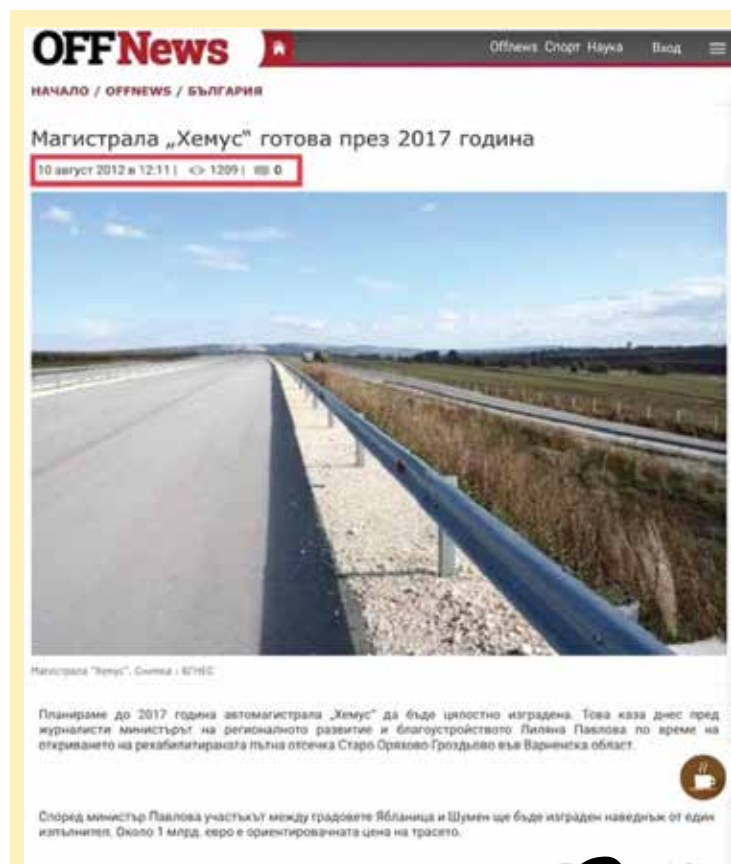 OFFNews
Offnews Спорт Наука Вход
НАЧАЛО / OFFNEWS / БЪЛГАРИЯ
Магистрала „Хемус“ готова през 2017 година
10 август 2012 в 12:11 | 1209 | 0
Магистрала "Хемус". Снимка : БГНЕС
Планираме до 2017 година автомагистрала „Хемус“ да бъде цялостно изградена. Това каза днес пред
журналисти министърът на регионалното развитие и благоустройството Лиляна Павлова по време на
откриването на рехабилитираната пътна отсечка Старо Оряхово-Гроздьово във Варненска област.
Според министър Павлова участъкът между градовете Ябланица и Шумен ще бъде изграден наведнъж от един
изпълнител. Около 1 млрд. евро е ориентировачната цена на трасето.